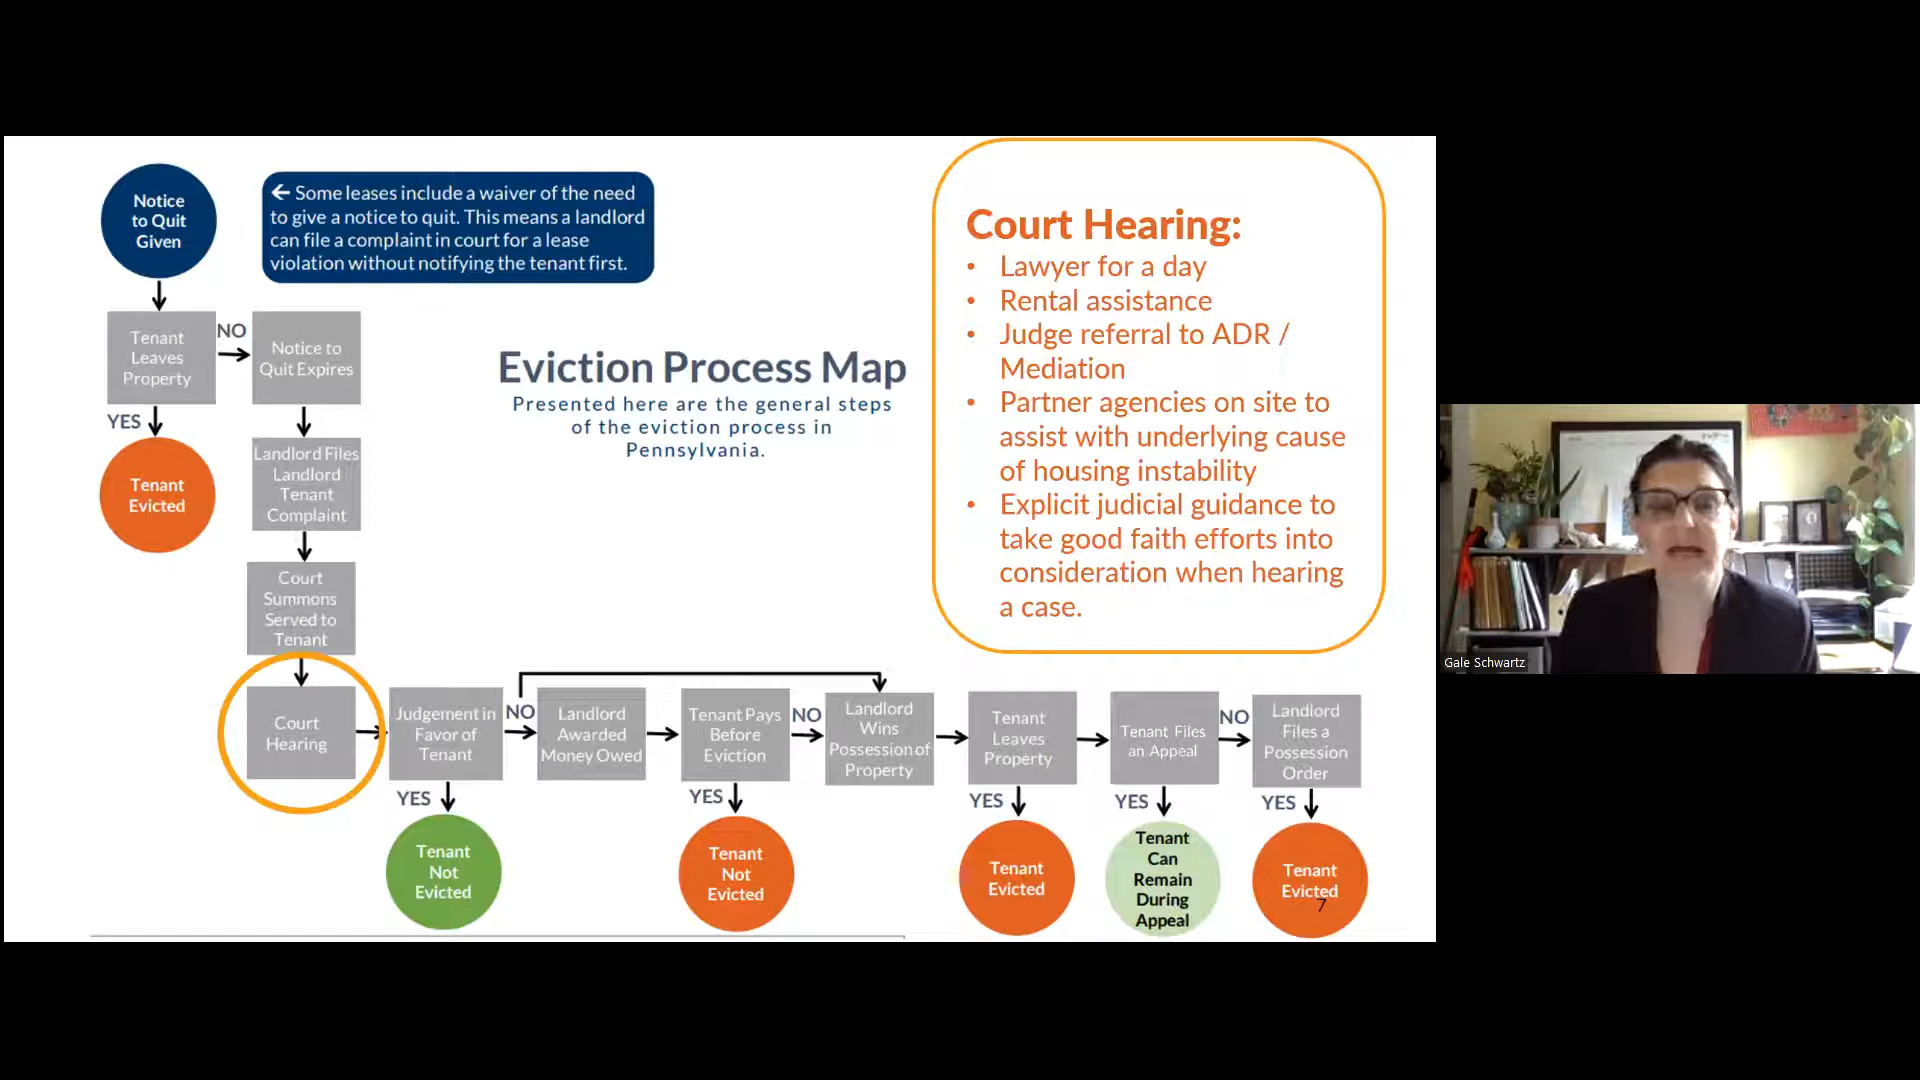 Notice
to Quit
Given
← Some leases include a waiver of the need
to give a notice to quit. This means a landlord
can file a complaint in court for a lease
violation without notifying the tenant first.
Tenant
Leaves
Property
NO
Notice to
Quit Expires
YES
Tenant
Evicted
Landlord Files
Landlord
Tenant
Complaint
Court
Summons
Served to
Tenant
Eviction Process Map
Presented here are the general steps
of the eviction process in
Pennsylvania.
Court Hearing:
• Lawyer for a day
• Rental assistance
• Judge referral to ADR /
Mediation
• Partner agencies on site to
assist with underlying cause
of housing instability
• Explicit judicial guidance to
take good faith efforts into
consideration when hearing
a case.
Court
Hearing
Judgement in
Favor of
Tenant
NO
Landlord
Awarded
Money Owed
Tenant Pays
Before
Eviction
NO
Landlord
Wins
Possession of
Property
Tenant
Leaves
Property
Tenant Files
an Appeal
NO
Landlord
Files a
Possession
Order
YES
Tenant
Not
Evicted
YES
Tenant
Not
Evicted
YES
Tenant
Evicted
YES
Tenant
Can
Remain
During
Appeal
YES
Tenant
Evicted
7
Gale Schwartz